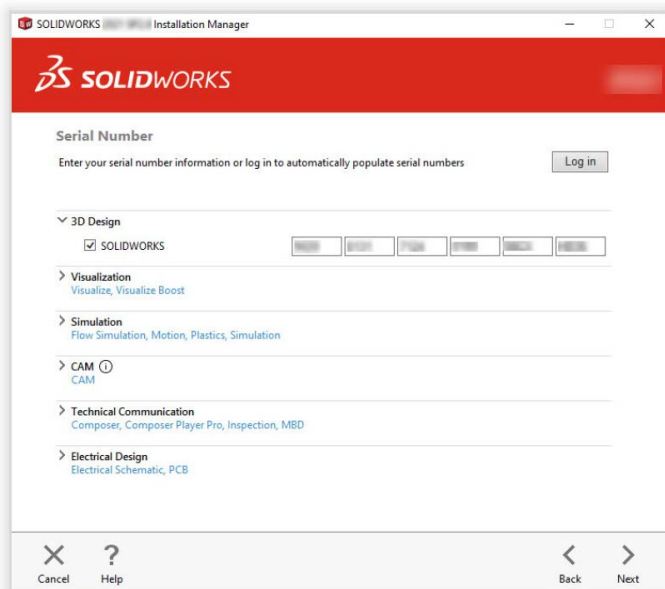 SOLIDWORKS Installation Manager
SOLIDWORKS
Serial Number
Enter your serial number information or log in to automatically populate serial numbers
Log in
3D Design
SOLIDWORKS
Visualization
Visualize, Visualize Boost
Simulation
Flow Simulation, Motion, Plastics, Simulation
CAM
CAM
Technical Communication
Composer, Composer Player Pro, Inspection, MBD
Electrical Design
Electrical Schematic, PCB
Cancel Help Back Next